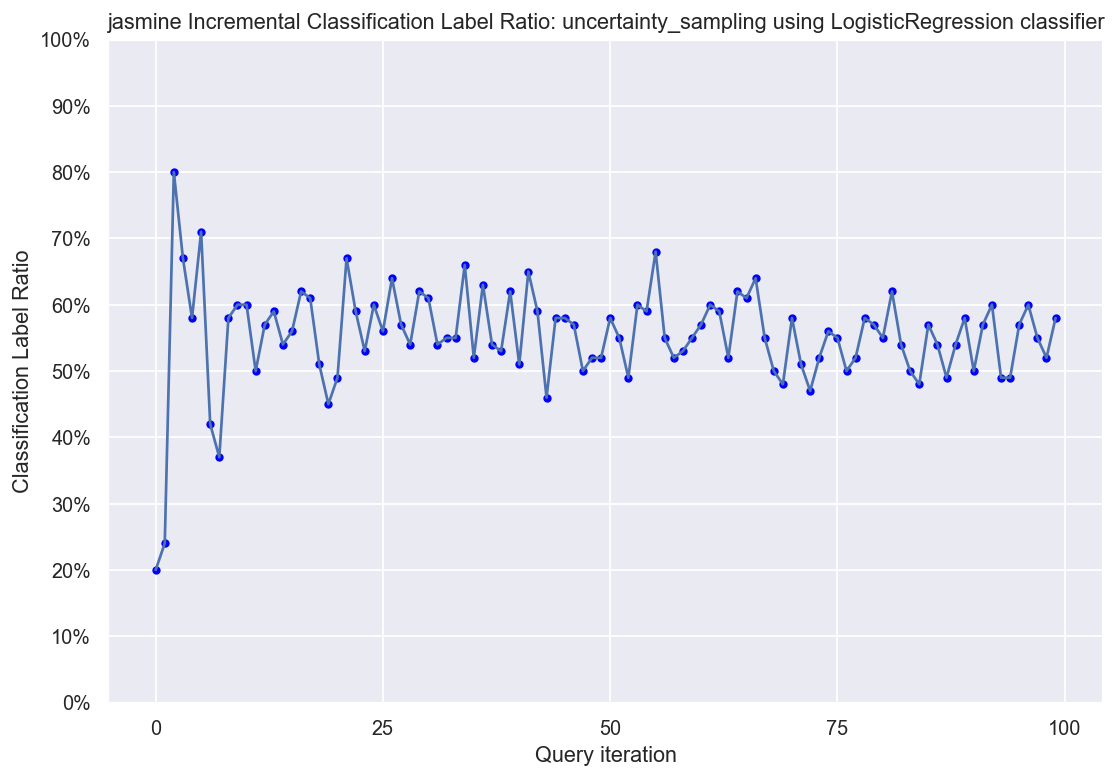 jasmine Incremental Classification Label Ratio: uncertainty_sampling using LogisticRegression classifier
100%
90%
80%
70%
60%
50%
40%
30%
20%
10%
0%
Classification Label Ratio
0 25 50 75 100
Query iteration